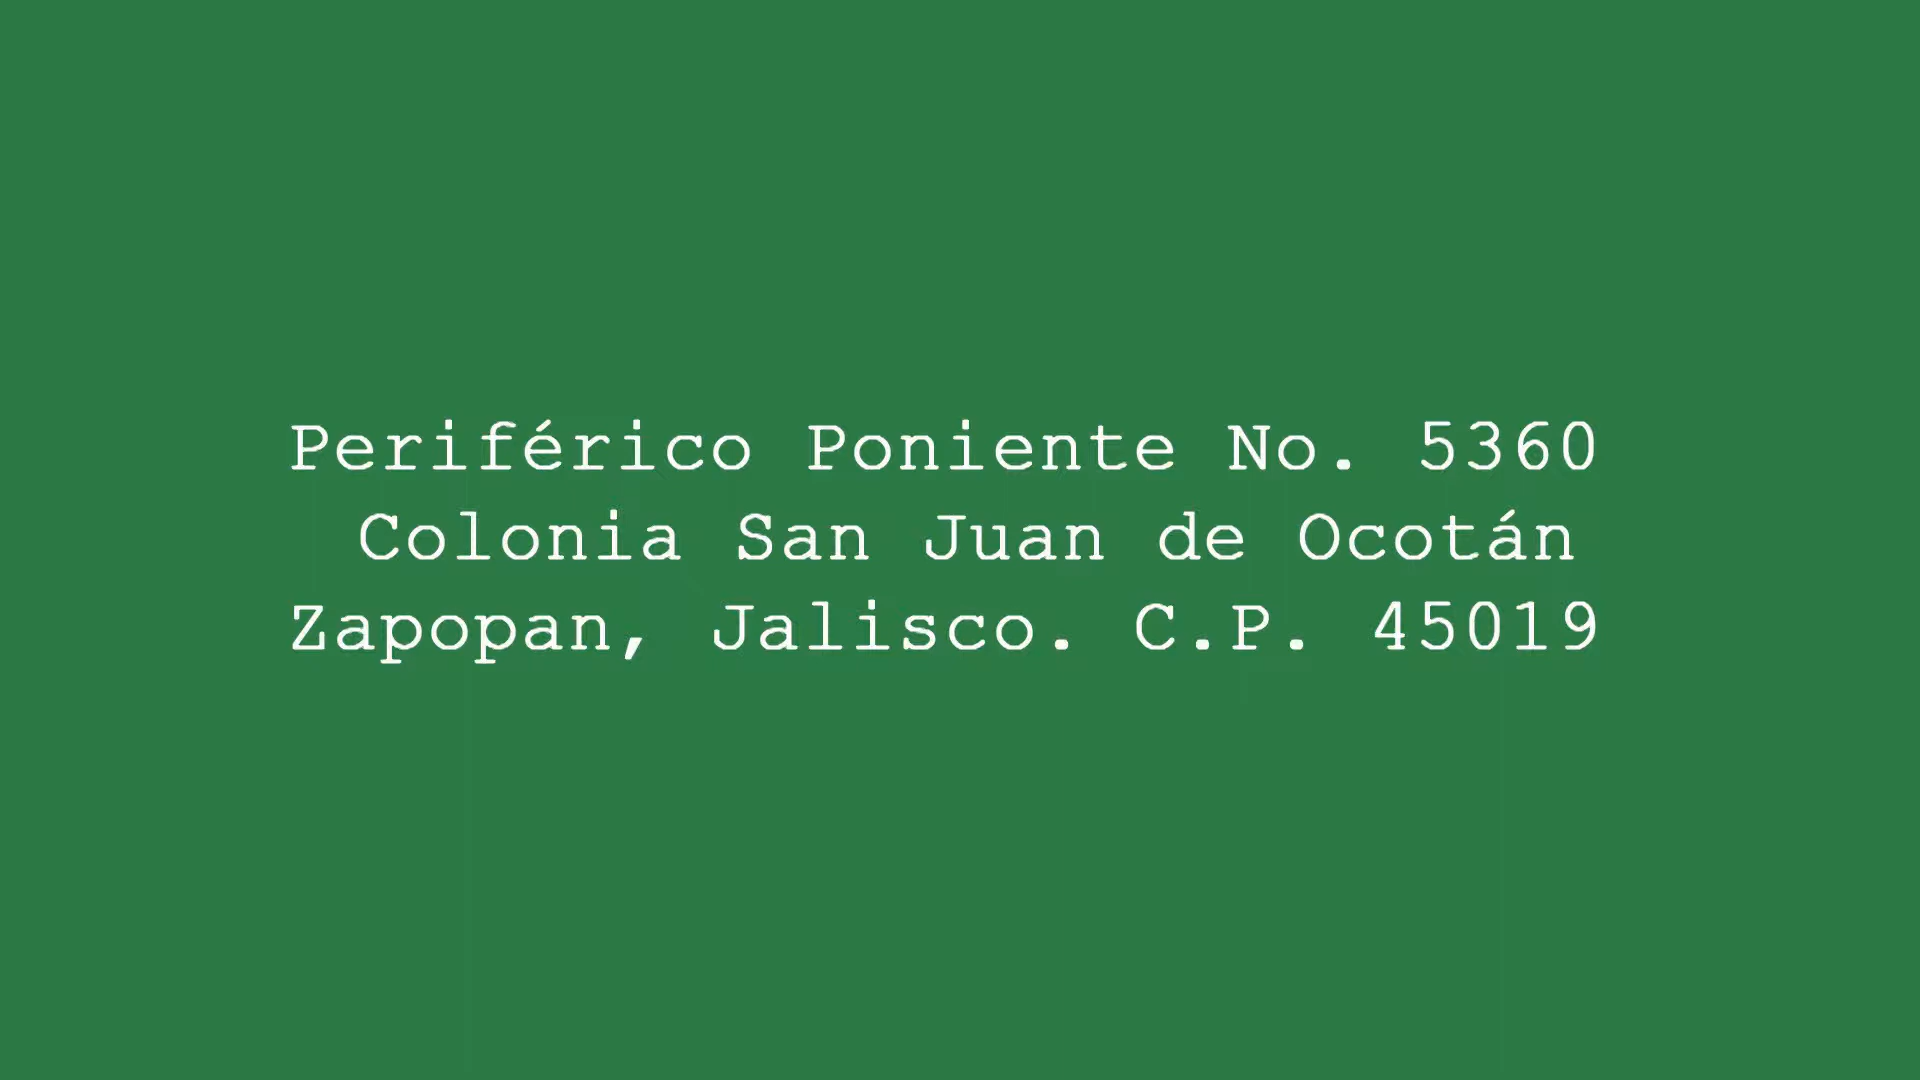 Periférico Poniente No. 5360
Colonia San Juan de Ocotán
Zapopan, Jalisco. C.P. 45019